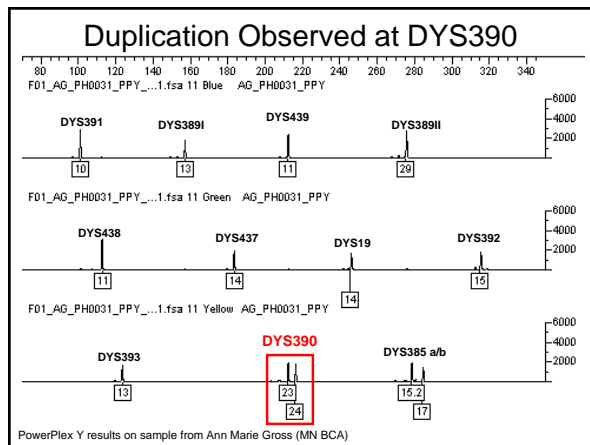 Duplication Observed at DYS390
80 100 120 140 160 180 200 220 240 260 280 300 320 340
F01_AG_PH0031_PPY_...1.fsa 11 Blue AG_PH0031_PPY
6000
4000
2000
DYS391 DYS389I DYS439 DYS389II
10 13 11 29
F01_AG_PH0031_PPY_...1.fsa 11 Green AG_PH0031_PPY
6000
4000
2000
DYS438 DYS437 DYS19 DYS392
11 14 15
14
F01_AG_PH0031_PPY_...1.fsa 11 Yellow AG_PH0031_PPY
6000
4000
2000
DYS393 DYS390 DYS385 a/b
13 23 15.2
24 17
PowerPlex Y results on sample from Ann Marie Gross (MN BCA)